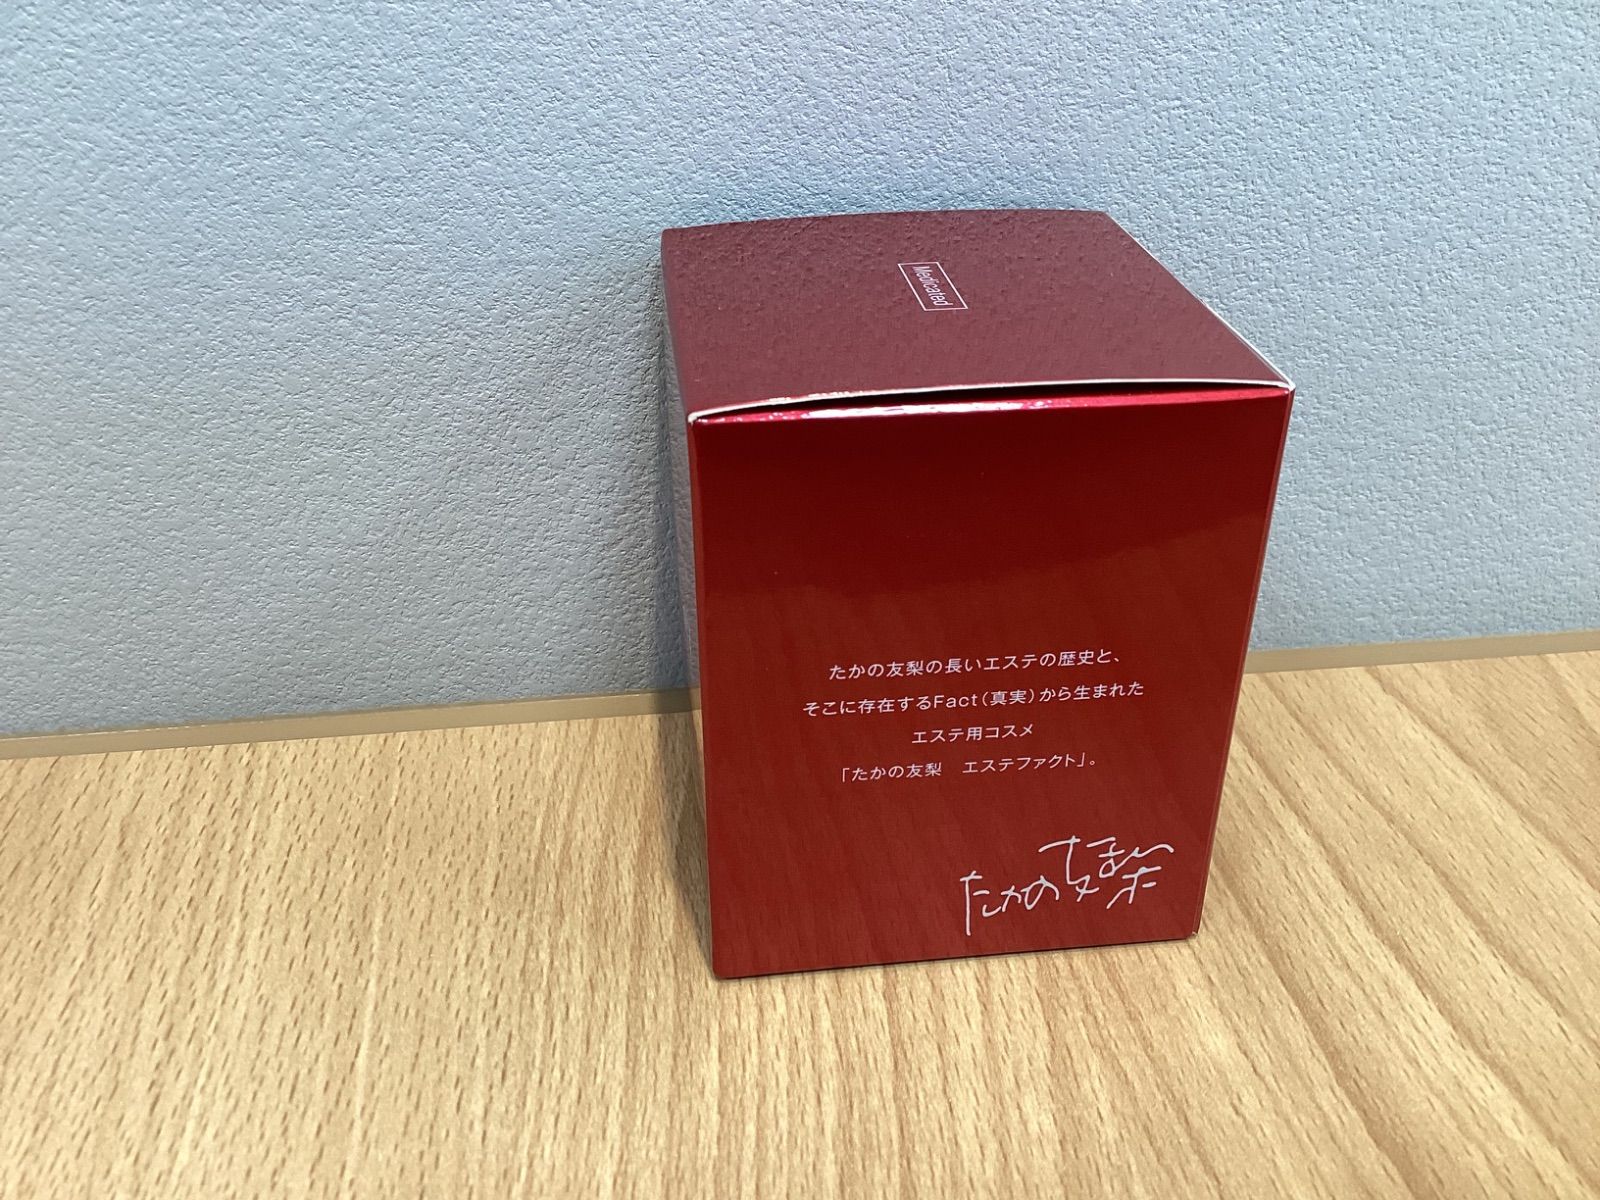 Medicated
たかの友梨の長いエステの歴史と、
そこに存在するFact(真実)から生まれた
エステ用コスメ
「たかの友梨　エステファクト」。
たかの友梨